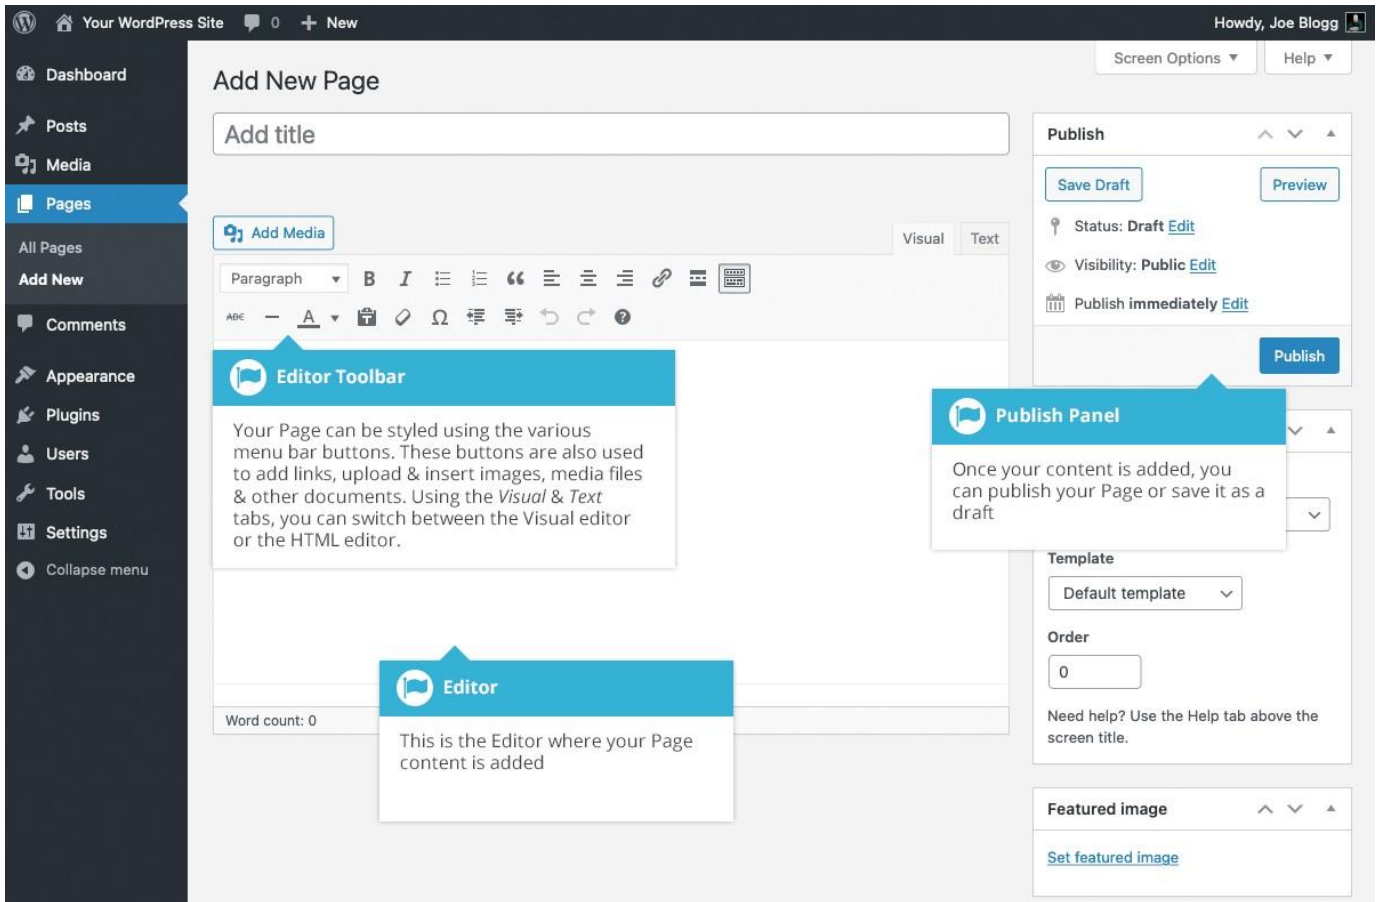 Your WordPress Site 0 + New
Howdy, Joe Blogg
Screen Options ▼
Help ▼
Dashboard
Posts
Media
Pages
All Pages
Add New
Comments
Appearance
Plugins
Users
Tools
Settings
Collapse menu
Add New Page
Add title
Add Media
Visual Text
Paragraph B I
ABE A Ω
Editor Toolbar
Your Page can be styled using the various
menu bar buttons. These buttons are also used
to add links, upload & insert images, media files
& other documents. Using the Visual & Text
tabs, you can switch between the Visual editor
or the HTML editor.
Editor
This is the Editor where your Page
content is added
Word count: 0
Publish
Save Draft Preview
Status: Draft Edit
Visibility: Public Edit
Publish immediately Edit
Publish
Publish Panel
Once your content is added, you
can publish your Page or save it as a
draft
Template
Default template
Order
0
Need help? Use the Help tab above the
screen title.
Featured image
Set featured image